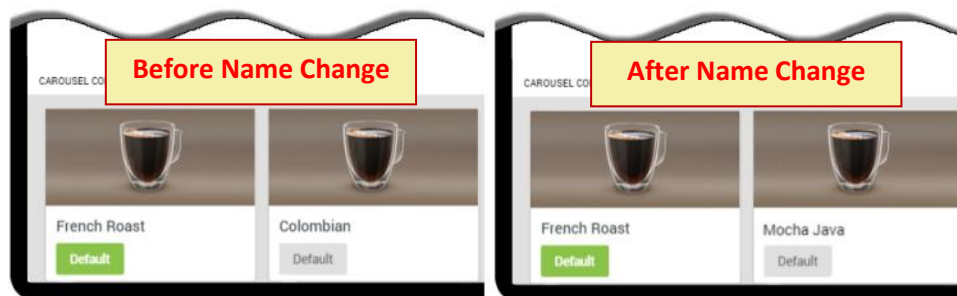 Before Name Change
CAROUSEL CO
French Roast
Colombian
Default
Default
After Name Change
CAROUSEL CO
French Roast
Mocha Java
Default
Default